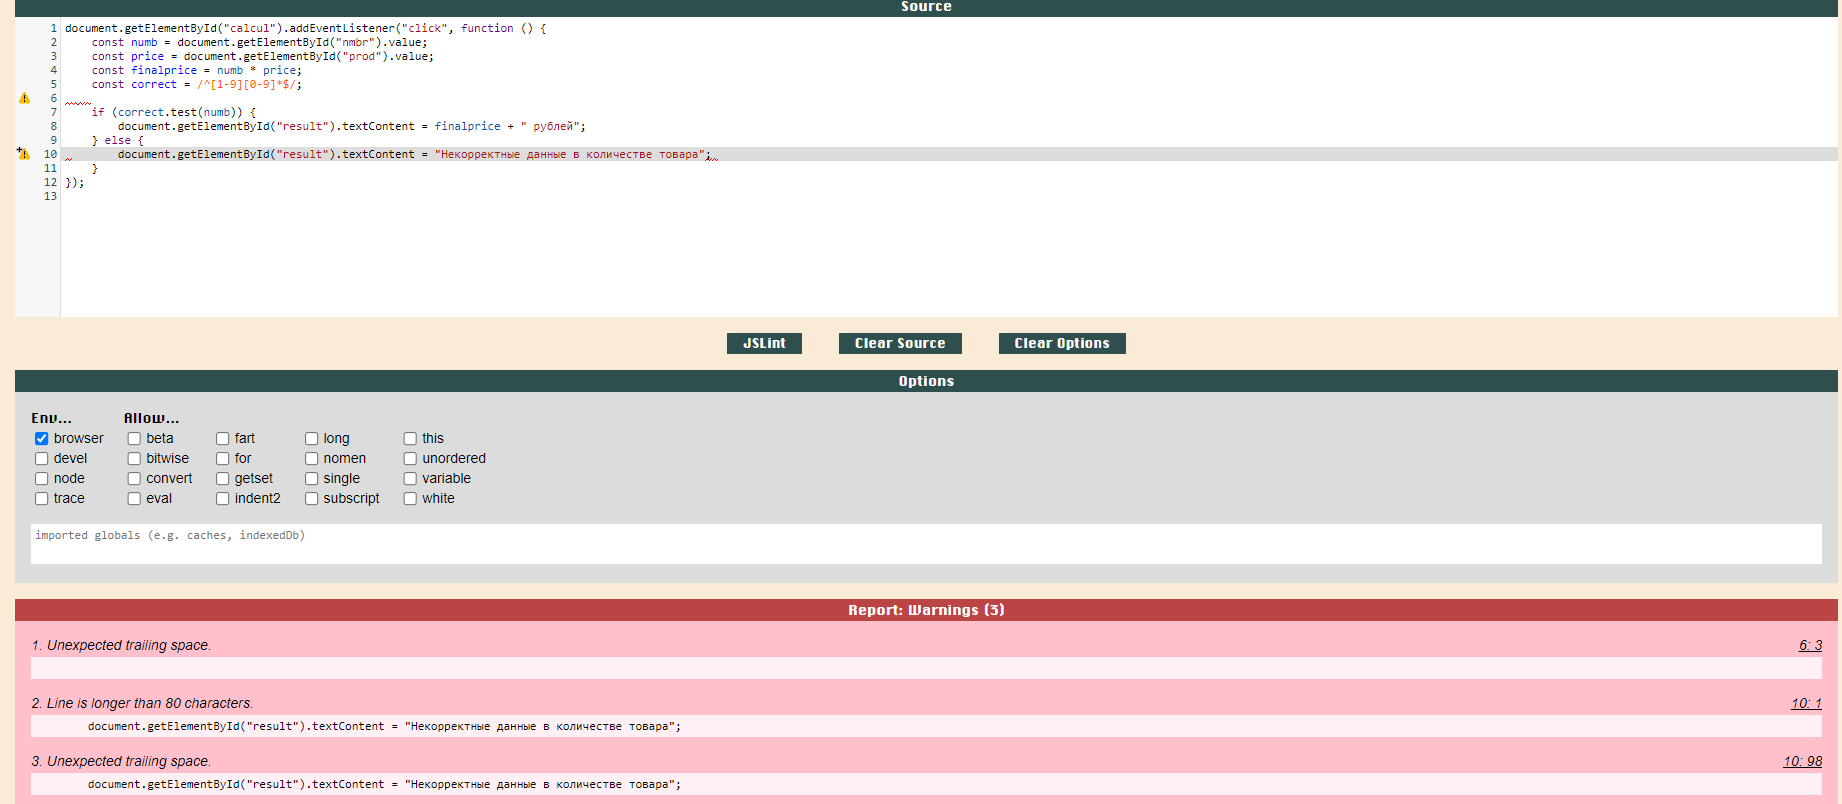 Source
1 document.getElementById("calcul").addEventListener("click", function () {
2     const numb = document.getElementById("nmbr").value;
3     const price = document.getElementById("prod").value;
4     const finalprice = numb * price;
5     const correct = /^[1-9][0-9]*$/;
6
7     if (correct.test(numb)) {
8         document.getElementById("result").textContent = finalprice + " рублей";
9     } else {
10         document.getElementById("result").textContent = "Некорректные данные в количестве товара";
11     }
12 });
13
JSLint Clear Source Clear Options
Options
Env... Allow...
browser beta fart long this
devel bitwise for nomen unordered
node convert getset single variable
trace eval indent2 subscript white
imported globals (e.g. caches, indexedDb)
Report: Warnings (3)
1. Unexpected trailing space. 6: 3
2. Line is longer than 80 characters. 10: 1
document.getElementById("result").textContent = "Некорректные данные в количестве товара";
3. Unexpected trailing space. 10: 98
document.getElementById("result").textContent = "Некорректные данные в количестве товара";